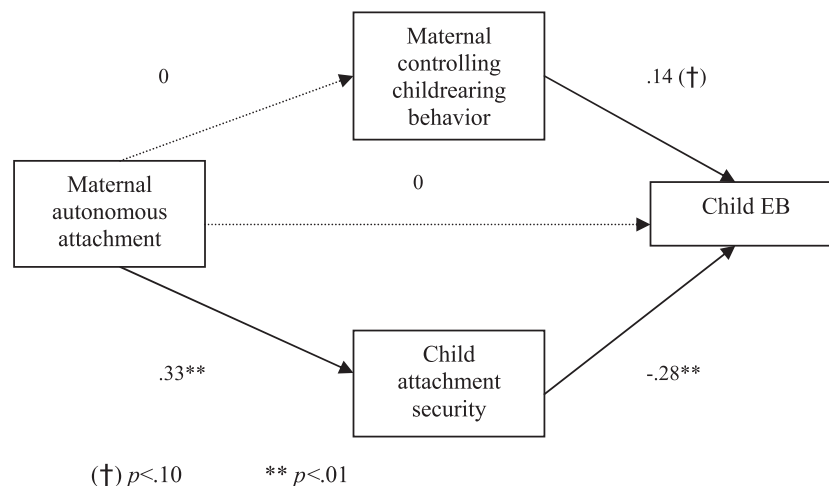 Maternal
controlling
childrearing
behavior
0
.14 (†)
Maternal
autonomous
attachment
0
Child EB
Child
attachment
security
.33**
-.28**
(†) p<.10
** p<.01